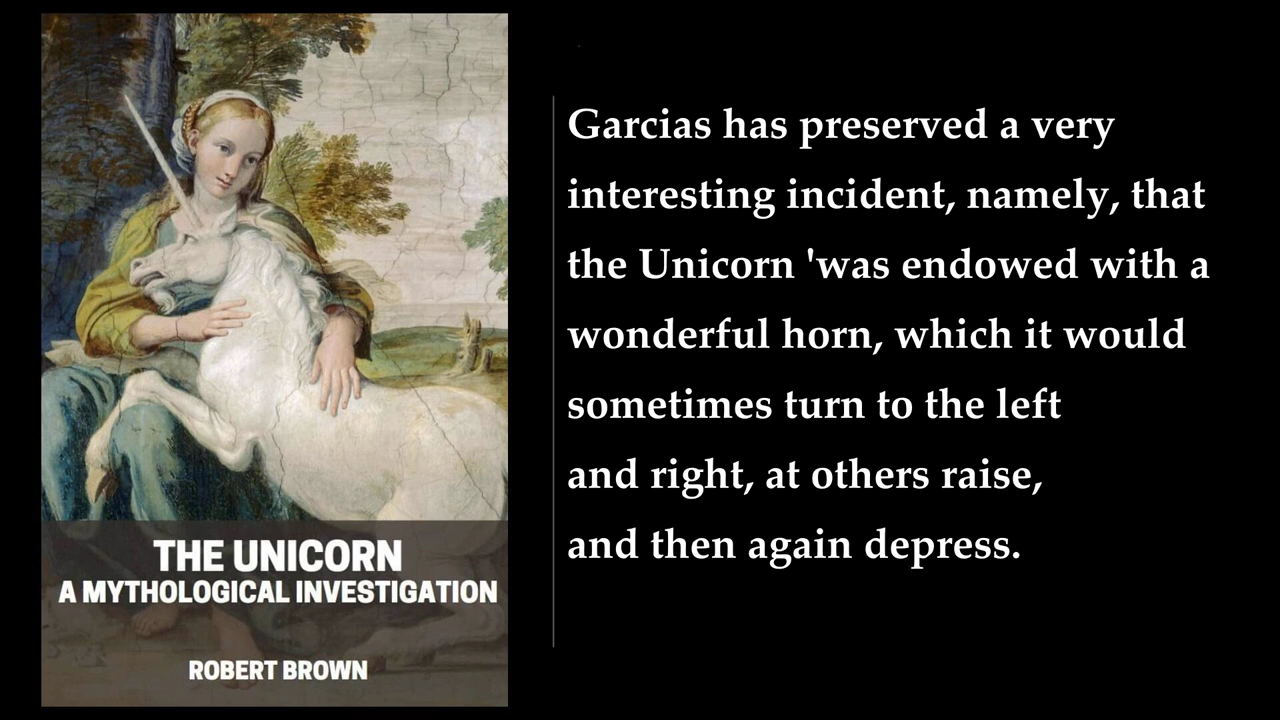 THE UNICORN
A MYTHOLOGICAL INVESTIGATION
ROBERT BROWN
Garcias has preserved a very
interesting incident, namely, that
the Unicorn 'was endowed with a
wonderful horn, which it would
sometimes turn to the left
and right, at others raise,
and then again depress.